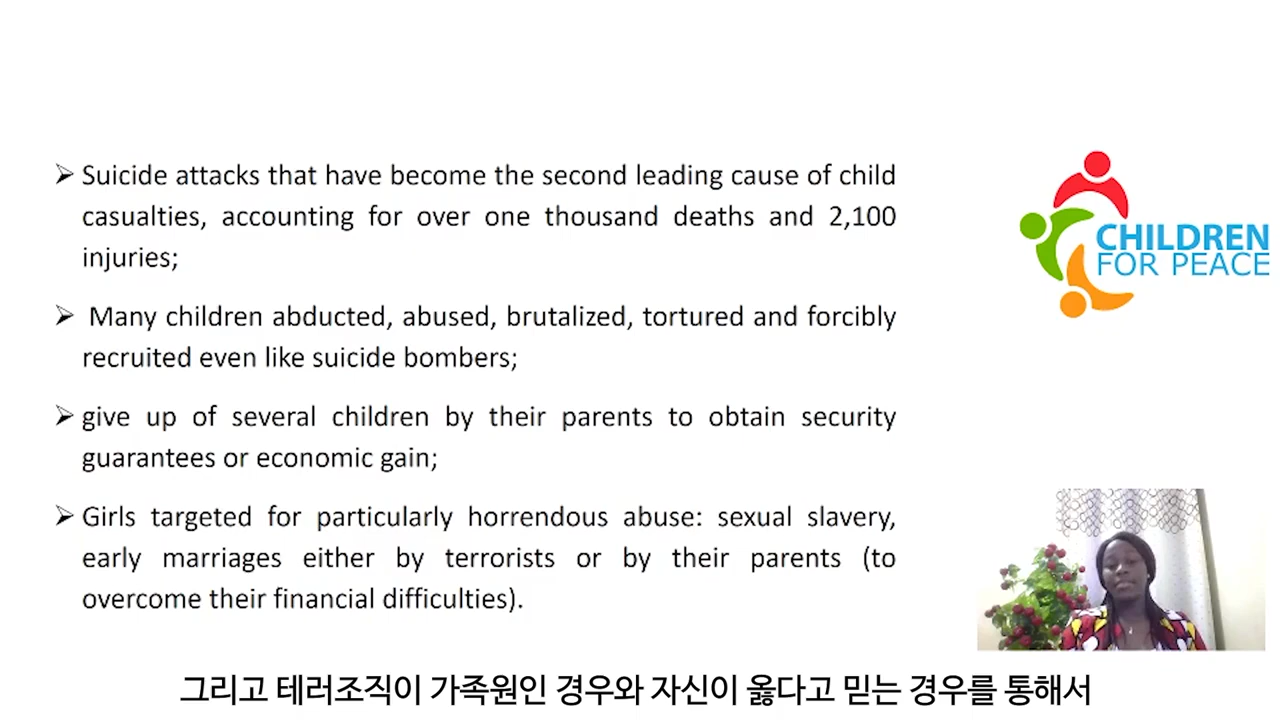 ➢ Suicide attacks that have become the second leading cause of child
casualties, accounting for over one thousand deaths and 2,100
injuries;
➢ Many children abducted, abused, brutalized, tortured and forcibly
recruited even like suicide bombers;
➢ give up of several children by their parents to obtain security
guarantees or economic gain;
➢ Girls targeted for particularly horrendous abuse: sexual slavery,
early marriages either by terrorists or by their parents (to
overcome their financial difficulties).
CHILDREN
FOR PEACE
그리고 테러조직이 가족원인 경우와 자신이 옳다고 믿는 경우를 통해서